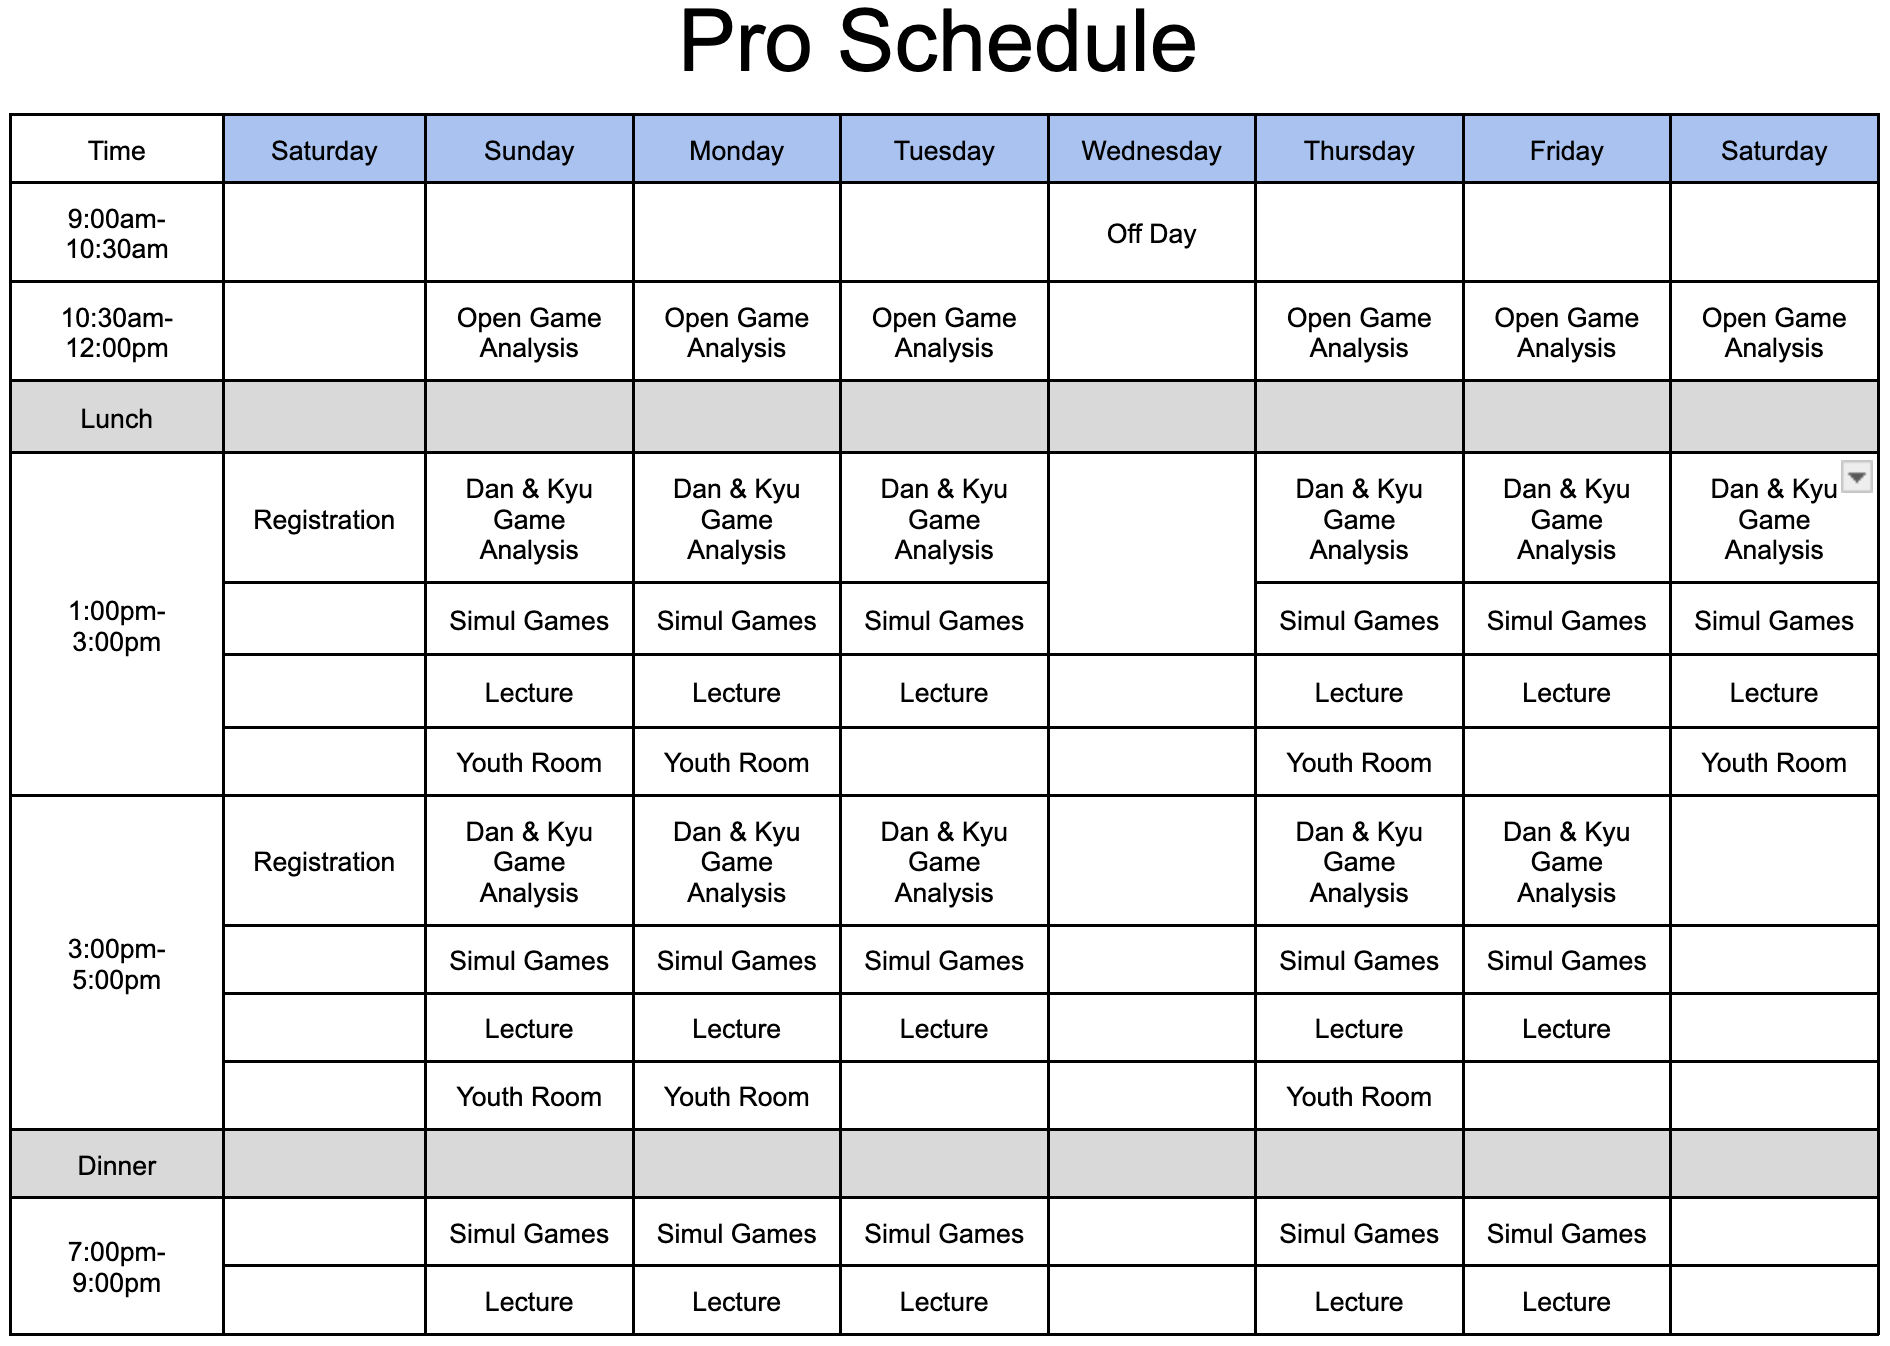 Pro Schedule
Time Saturday Sunday Monday Tuesday Wednesday Thursday Friday Saturday
9:00am-
10:30am
Off Day
10:30am-
12:00pm
Open Game
Analysis
Open Game
Analysis
Open Game
Analysis
Open Game
Analysis
Open Game
Analysis
Open Game
Analysis
Lunch
1:00pm-
3:00pm
Registration
Dan & Kyu
Game
Analysis
Dan & Kyu
Game
Analysis
Dan & Kyu
Game
Analysis
Dan & Kyu
Game
Analysis
Dan & Kyu
Game
Analysis
Dan & Kyu
Game
Analysis
Simul Games Simul Games Simul Games Simul Games Simul Games Simul Games
Lecture Lecture Lecture Lecture Lecture Lecture
Youth Room Youth Room Youth Room Youth Room
3:00pm-
5:00pm
Registration
Dan & Kyu
Game
Analysis
Dan & Kyu
Game
Analysis
Dan & Kyu
Game
Analysis
Dan & Kyu
Game
Analysis
Dan & Kyu
Game
Analysis
Simul Games Simul Games Simul Games Simul Games Simul Games
Lecture Lecture Lecture Lecture Lecture
Youth Room Youth Room Youth Room
Dinner
7:00pm-
9:00pm
Simul Games Simul Games Simul Games Simul Games Simul Games
Lecture Lecture Lecture Lecture Lecture